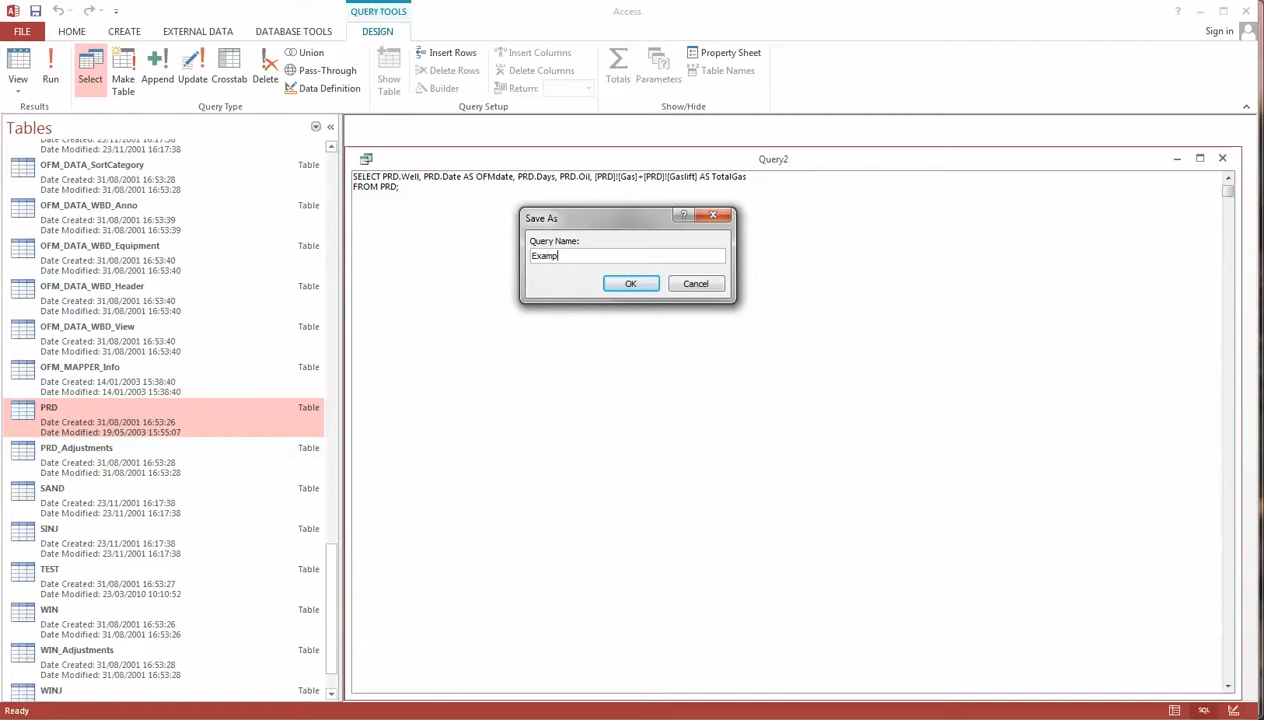 QUERY TOOLS
Access
?
FILE
HOME
CREATE
EXTERNAL DATA
DATABASE TOOLS
DESIGN
Sign in
View
Run
Select
Make Table
Append
Update
Crosstab
Delete
Union
Pass-Through
Data Definition
Show Table
Insert Rows
Delete Rows
Builder
Insert Columns
Delete Columns
Return:
Totals
Parameters
Property Sheet
Table Names
Results
Query Type
Query Setup
Show/Hide
Tables
Date Created: 23/11/2001 16:17:38
Date Modified: 23/11/2001 16:17:38
OFM_DATA_SortCategory Table
Date Created: 31/08/2001 16:53:28
Date Modified: 31/08/2001 16:53:28
OFM_DATA_WBD_Anno Table
Date Created: 31/08/2001 16:53:39
Date Modified: 31/08/2001 16:53:39
OFM_DATA_WBD_Equipment Table
Date Created: 31/08/2001 16:53:40
Date Modified: 31/08/2001 16:53:40
OFM_DATA_WBD_Header Table
Date Created: 31/08/2001 16:53:40
Date Modified: 31/08/2001 16:53:40
OFM_DATA_WBD_View Table
Date Created: 31/08/2001 16:53:40
Date Modified: 31/08/2001 16:53:40
OFM_MAPPER_Info Table
Date Created: 14/01/2003 15:38:40
Date Modified: 14/01/2003 15:38:40
PRD Table
Date Created: 31/08/2001 16:53:26
Date Modified: 19/05/2003 15:55:07
PRD_Adjustments Table
Date Created: 31/08/2001 16:53:28
Date Modified: 31/08/2001 16:53:28
SAND Table
Date Created: 23/11/2001 16:17:38
Date Modified: 23/11/2001 16:17:38
SINJ Table
Date Created: 23/11/2001 16:17:38
Date Modified: 23/11/2001 16:17:38
TEST Table
Date Created: 31/08/2001 16:53:27
Date Modified: 23/03/2010 10:10:52
WIN Table
Date Created: 31/08/2001 16:53:26
Date Modified: 31/08/2001 16:53:26
WIN_Adjustments Table
Date Created: 31/08/2001 16:53:28
Date Modified: 31/08/2001 16:53:28
WINJ Table
Query2
SELECT PRD.Well, PRD.Date AS OFMdate, PRD.Days, PRD.Oil, [PRD]![Gas]+[PRD]![Gaslift] AS TotalGas
FROM PRD;
Save As
?
Query Name:
Examp
OK
Cancel
Ready
SQL